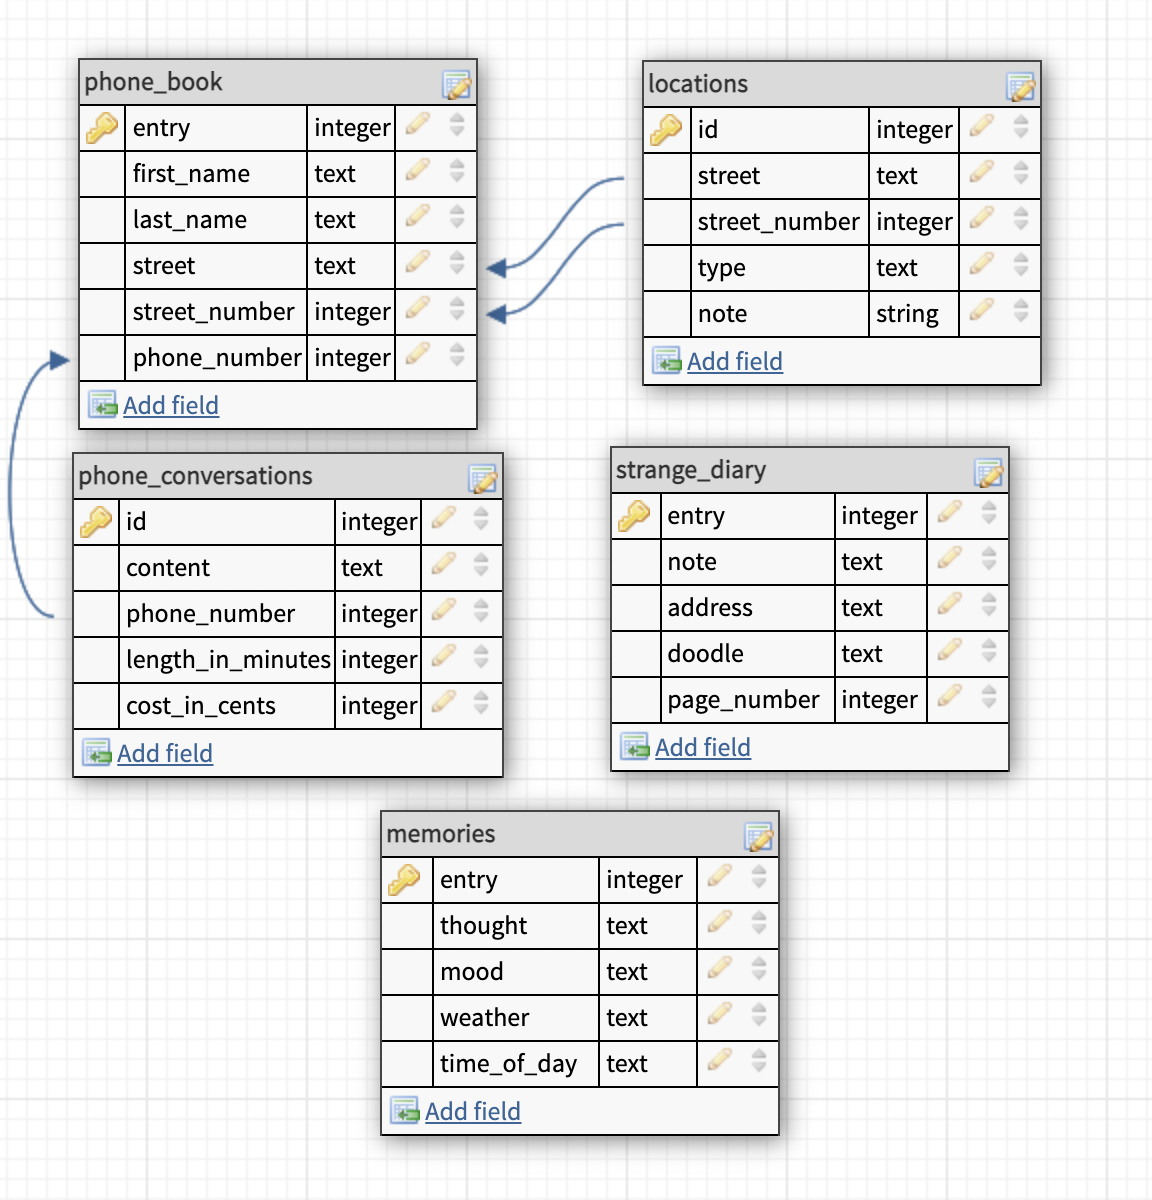 phone_book
entry integer
first_name text
last_name text
street text
street_number integer
phone_number integer
Add field
locations
id integer
street text
street_number integer
type text
note string
Add field
phone_conversations
id integer
content text
phone_number integer
length_in_minutes integer
cost_in_cents integer
Add field
strange_diary
entry integer
note text
address text
doodle text
page_number integer
Add field
memories
entry integer
thought text
mood text
weather text
time_of_day text
Add field